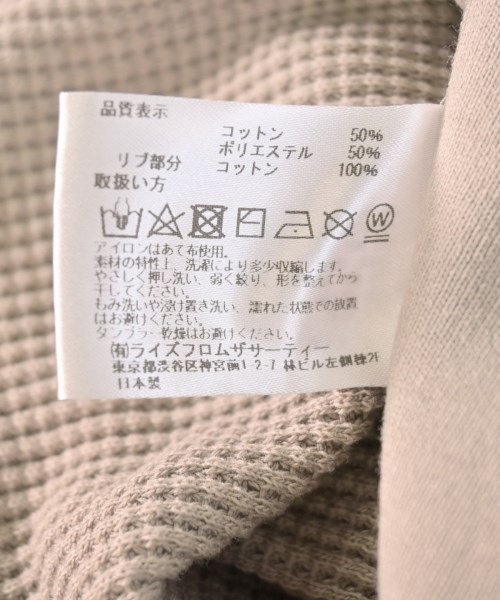 品質表示
コットン 50%
ポリエステル 50%
リブ部分 コットン 100%
取扱い方
W
アイロンはあて布使用。
素材の特性上、洗濯により多少収縮します。
やさしく押し洗い、弱く絞り、形を整えてから
干してください。
もみ洗いや浸け置き洗い、濡れた状態での放置
はお避けください。
タンブラー乾燥はお避けください。
(有)ライズフロムザサーティー
東京都渋谷区神宮前1-2-7 林ビル左側棟2F
日本製